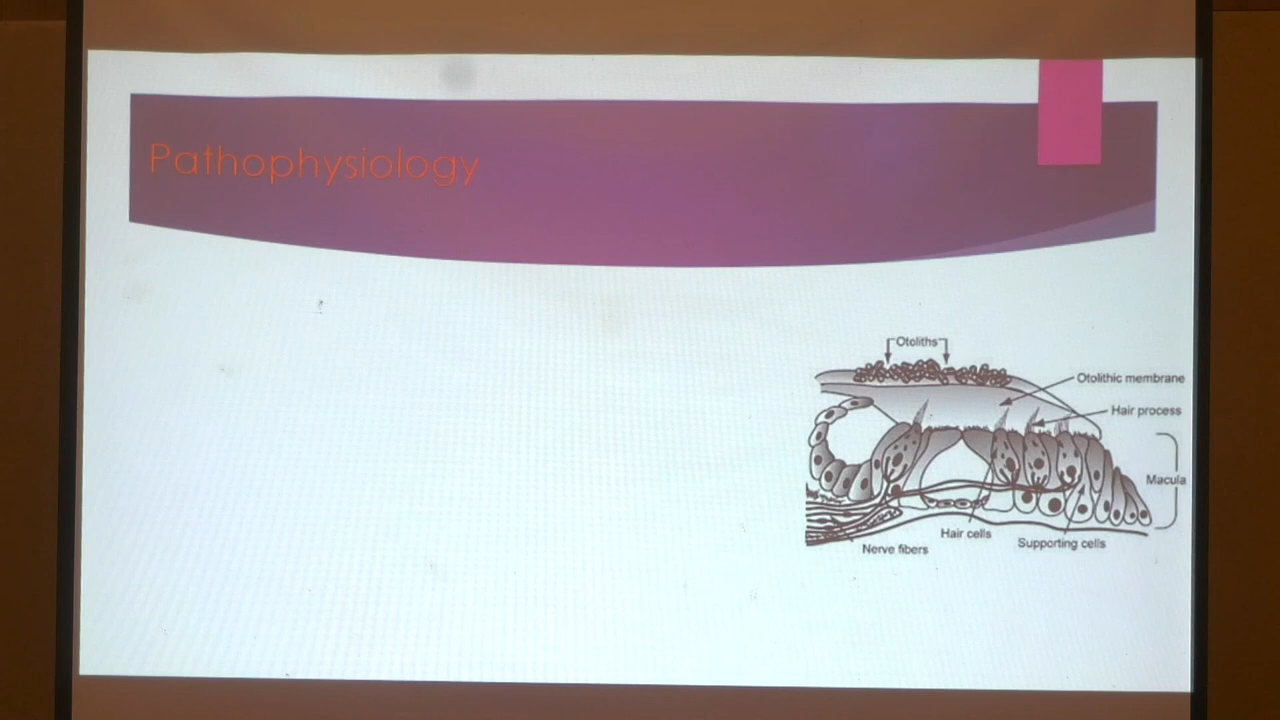 Pathophysiology
Otoliths
Otolithic membrane
Hair process
Macula
Hair cells
Supporting cells
Nerve fibers